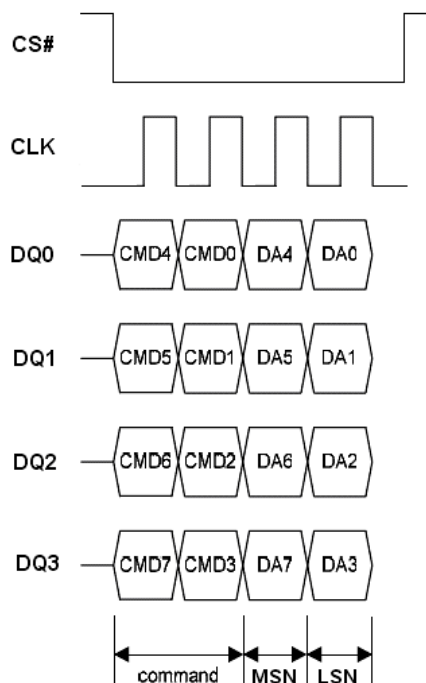 CS#
CLK
DQ0 CMD4 CMD0 DA4 DA0
DQ1 CMD5 CMD1 DA5 DA1
DQ2 CMD6 CMD2 DA6 DA2
DQ3 CMD7 CMD3 DA7 DA3
command MSN LSN